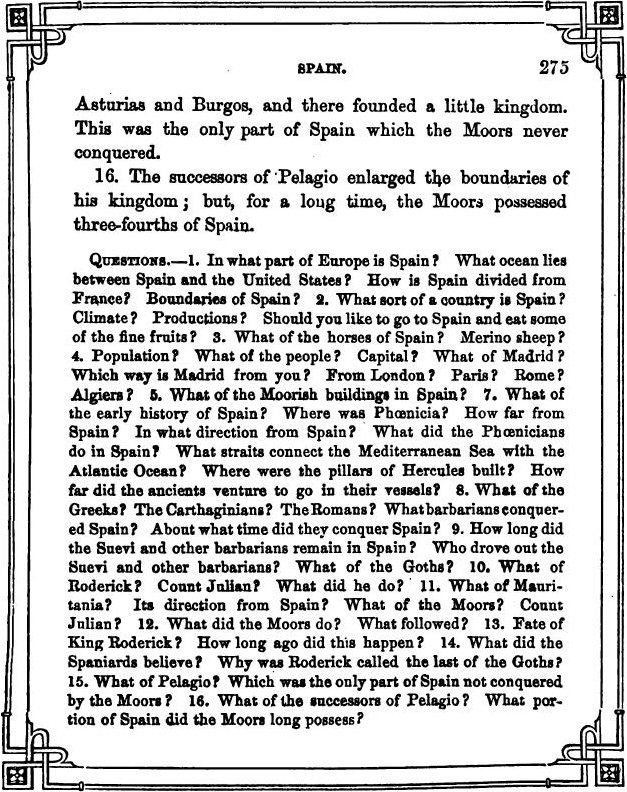 SPAIN. 275
Asturias and Burgos, and there founded a little kingdom.
This was the only part of Spain which the Moors never
conquered.
16. The successors of Pelagio enlarged the boundaries of
his kingdom; but, for a long time, the Moors possessed
three-fourths of Spain.
QUESTIONS.—1. In what part of Europe is Spain? What ocean lies
between Spain and the United States? How is Spain divided from
France? Boundaries of Spain? 2. What sort of a country is Spain?
Climate? Productions? Should you like to go to Spain and eat some
of the fine fruits? 3. What of the horses of Spain? Merino sheep?
4. Population? What of the people? Capital? What of Madrid?
Which way is Madrid from you? From London? Paris? Rome?
Algiers? 5. What of the Moorish buildings in Spain? 7. What of
the early history of Spain? Where was Phœnicia? How far from
Spain? In what direction from Spain? What did the Phœnicians
do in Spain? What straits connect the Mediterranean Sea with the
Atlantic Ocean? Where were the pillars of Hercules built? How
far did the ancients venture to go in their vessels? 8. What of the
Greeks? The Carthaginians? The Romans? What barbarians conquer-
ed Spain? About what time did they conquer Spain? 9. How long did
the Suevi and other barbarians remain in Spain? Who drove out the
Suevi and other barbarians? What of the Goths? 10. What of
Roderick? Count Julian? What did he do? 11. What of Mauri-
tania? Its direction from Spain? What of the Moors? Count
Julian? 12. What did the Moors do? What followed? 13. Fate of
King Roderick? How long ago did this happen? 14. What did the
Spaniards believe? Why was Roderick called the last of the Goths?
15. What of Pelagio? Which was the only part of Spain not conquered
by the Moors? 16. What of the successors of Pelagio? What por-
tion of Spain did the Moors long possess?